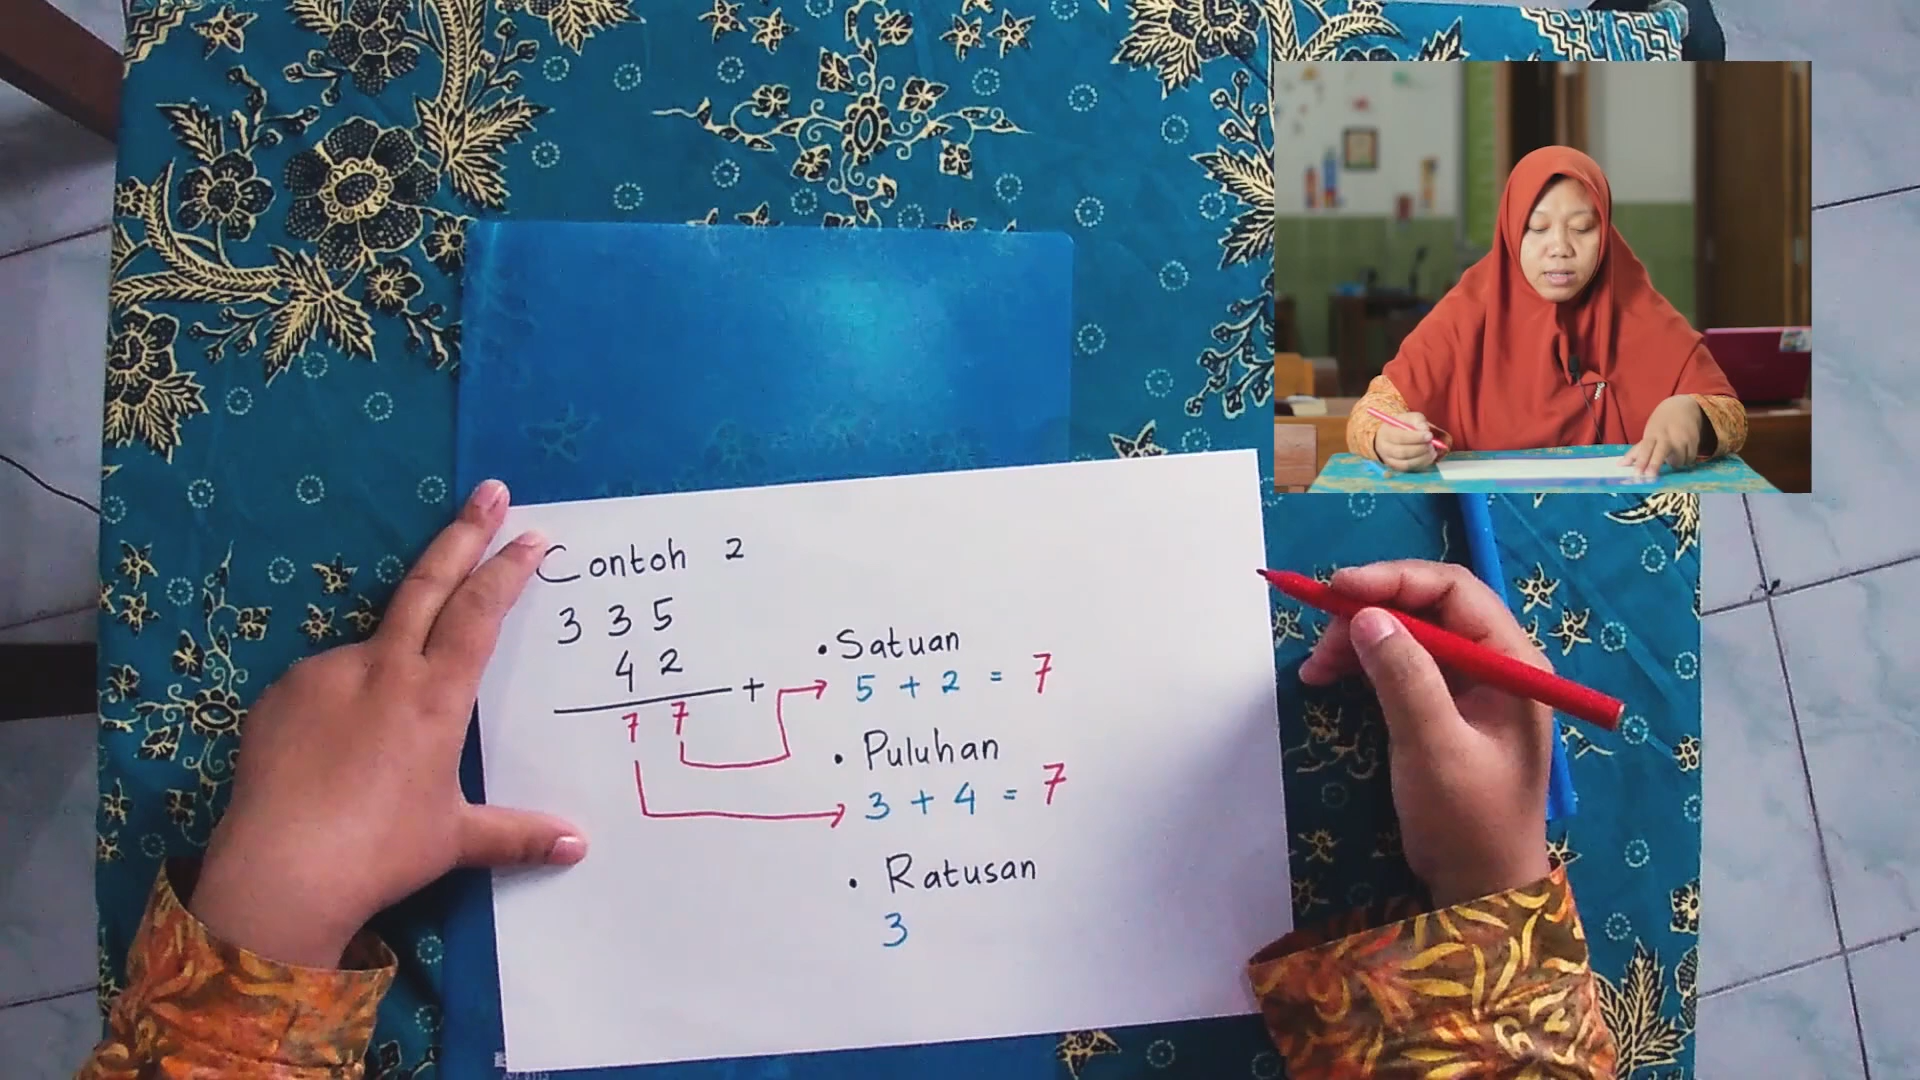 Contoh 2
3 3 5
4 2
+
7 7
• Satuan
5 + 2 = 7
• Puluhan
3 + 4 = 7
• Ratusan
3